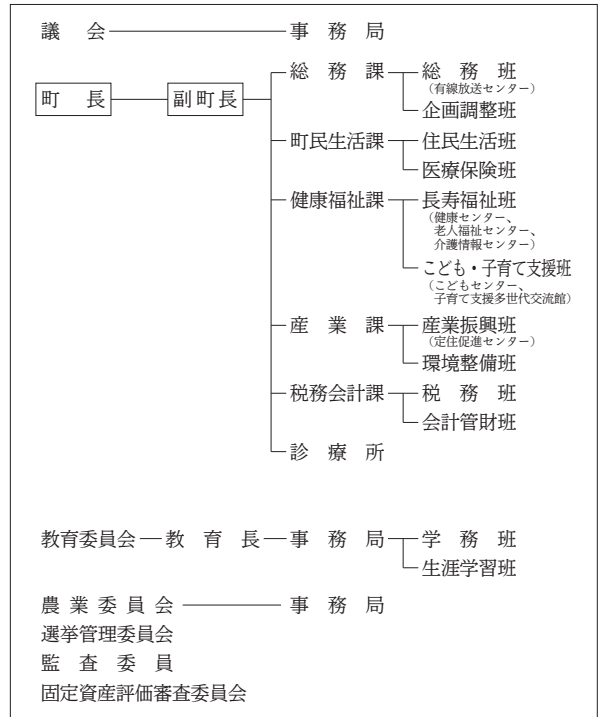 議会 事務局
総務課 総務班
(有線放送センター)
町長 副町長
企画調整班
町民生活課 住民生活班
医療保険班
健康福祉課 長寿福祉班
(健康センター、
老人福祉センター、
介護情報センター)
こども・子育て支援班
(こどもセンター、
子育て支援多世代交流館)
産業課 産業振興班
(定住促進センター)
環境整備班
税務会計課 税務班
会計管財班
診療所
教育委員会 教育長 事務局 学務班
生涯学習班
農業委員会 事務局
選挙管理委員会
監査委員
固定資産評価審査委員会